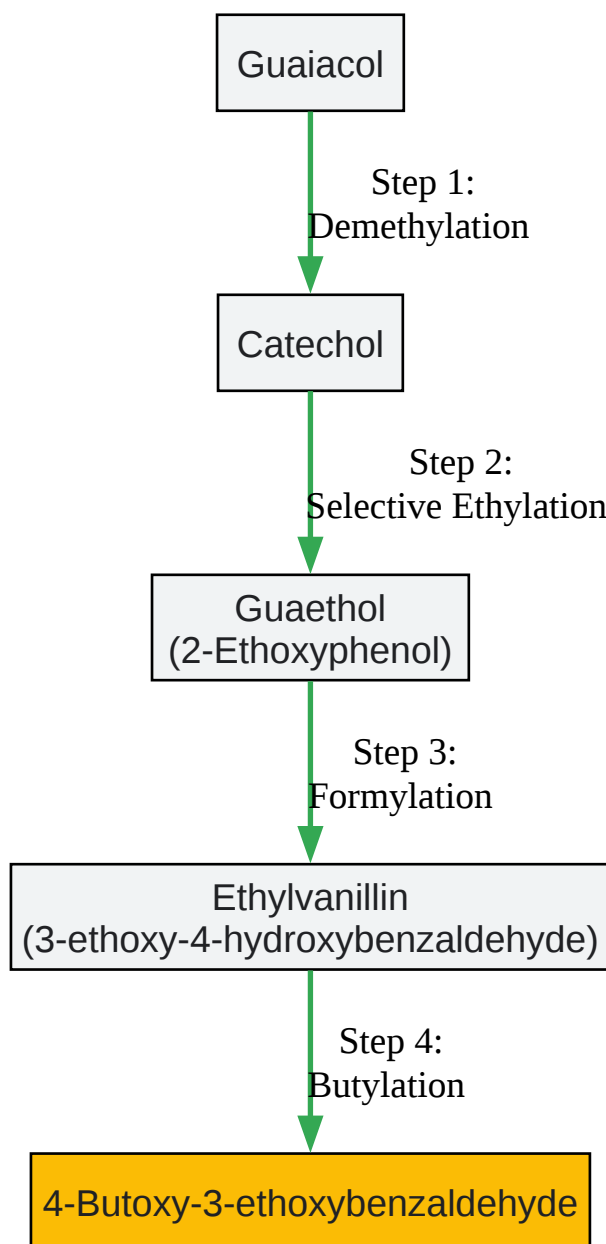 Guaiacol
Step 1:
Demethylation
Catechol
Step 2:
Selective Ethylation
Guaethol
(2-Ethoxyphenol)
Step 3:
Formylation
Ethylvanillin
(3-ethoxy-4-hydroxybenzaldehyde)
Step 4:
Butylation
4-Butoxy-3-ethoxybenzaldehyde